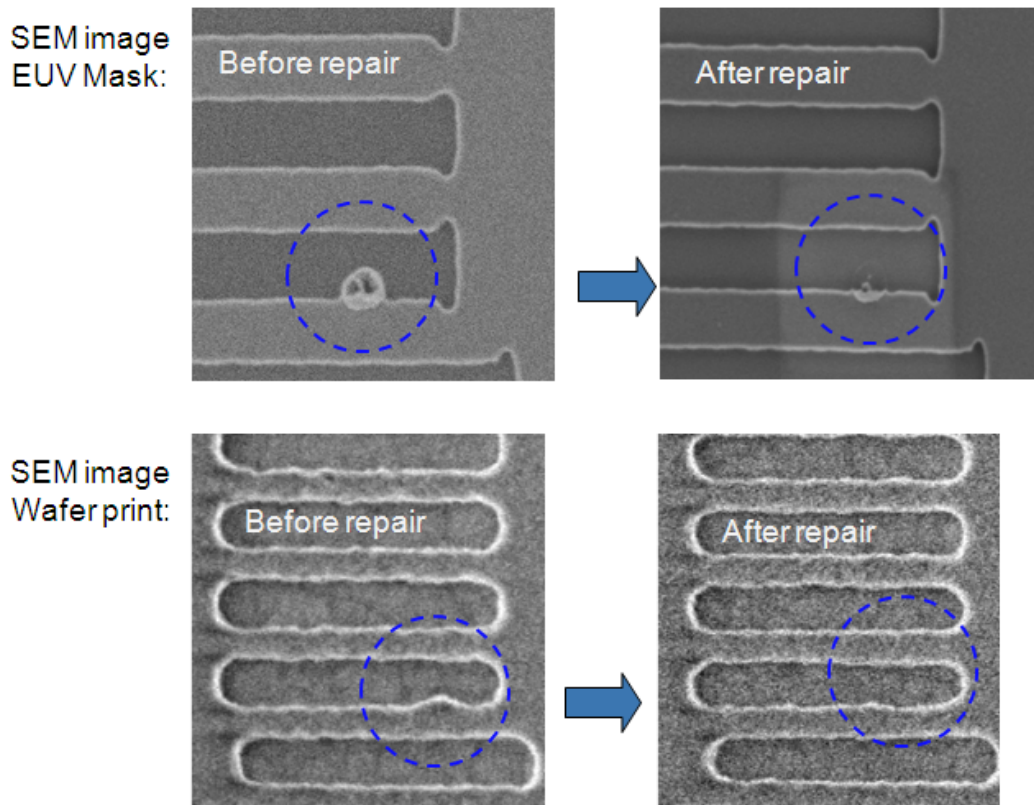 SEM image
EUV Mask:
Before repair
After repair
SEM image
Wafer print:
Before repair
After repair